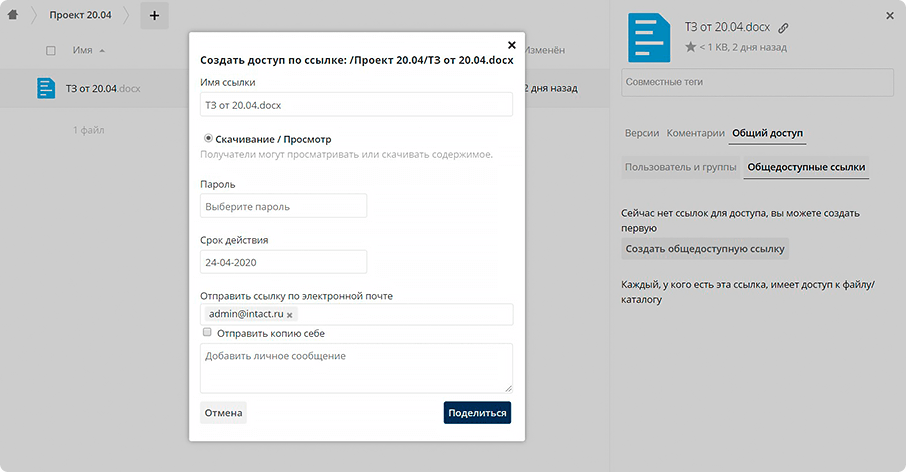 Проект 20.04
+
Имя
Изменён
ТЗ от 20.04.docx
2 дня назад
1 файл
Создать доступ по ссылке: /Проект 20.04/ТЗ от 20.04.docx
Имя ссылки
ТЗ от 20.04.docx
Скачивание / Просмотр
Получатели могут просматривать или скачивать содержимое.
Пароль
Выберите пароль
Срок действия
24-04-2020
Отправить ссылку по электронной почте
admin@intact.ru ×
Отправить копию себе
Добавить личное сообщение
Отмена
Поделиться
ТЗ от 20.04.docx
< 1 KB, 2 дня назад
Совместные теги
Версии Коментарии Общий доступ
Пользователь и группы Общедоступные ссылки
Сейчас нет ссылок для доступа, вы можете создать
первую
Создать общедоступную ссылку
Каждый, у кого есть эта ссылка, имеет доступ к файлу/
каталогу